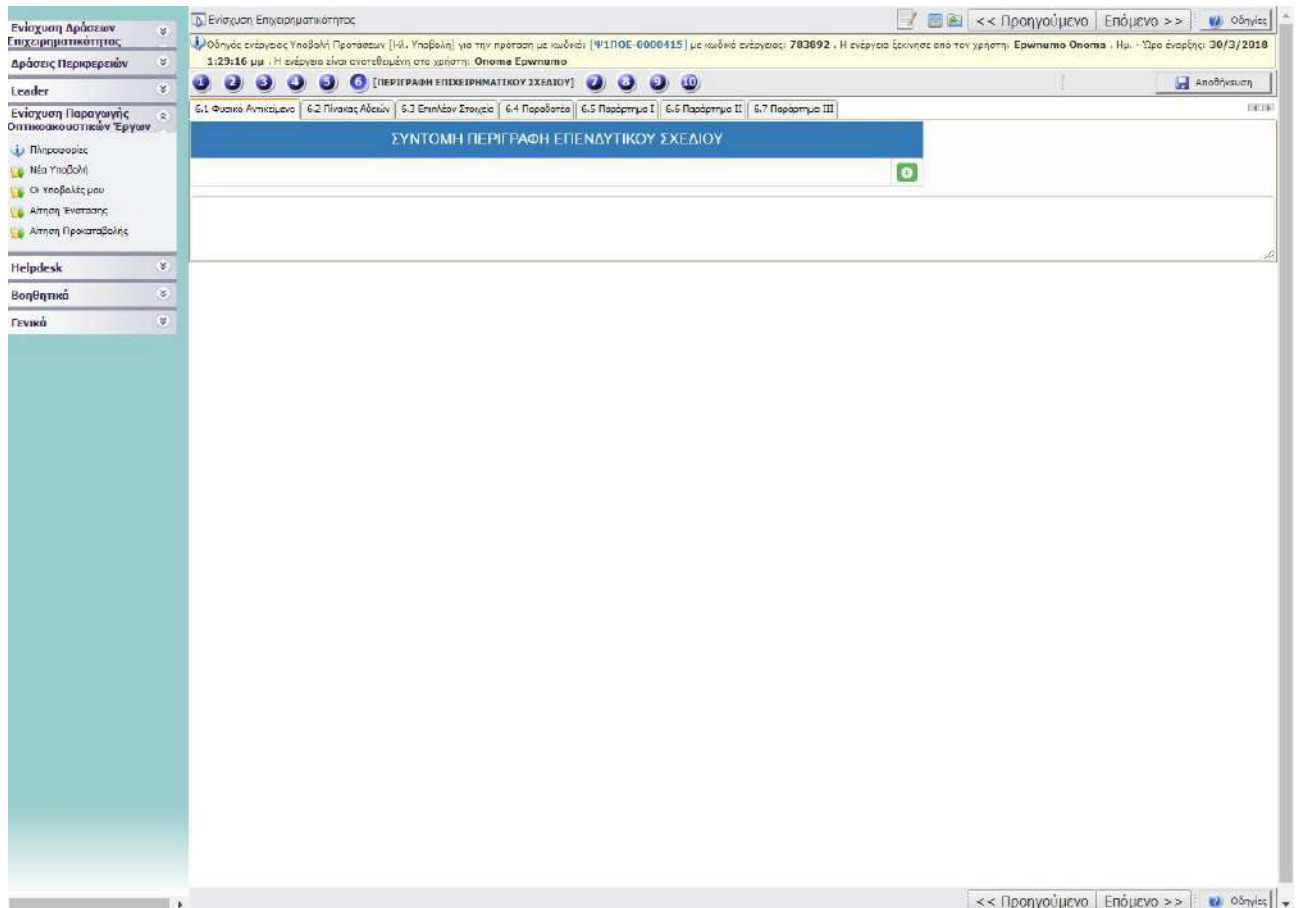 Ενίσχυση Δράσεων
Επιχειρηματικότητας
Δράσεις Περιφερειών
Leader
Ενίσχυση Παραγωγής
Οπτικοακουστικών Έργων
Πληροφορίες
Νέα Υποβολή
Οι Υποβολές μου
Αίτηση Ένστασης
Αίτηση Προκαταβολής
Helpdesk
Βοηθητικά
Γενικά
Ενίσχυση Επιχειρηματικότητας
<< Προηγούμενο Επόμενο >> Οδηγίες
Οδηγός ενέργειας Υποβολή Προτάσεων [Ηλ. Υποβολή] για την πρόταση με κωδικό: [Ψ1ΠΟΕ-0000415] με κωδικό ενέργειας: 783892 . Η ενέργεια ξεκίνησε από τον χρήστη: Epwnumo Onoma . Ημ. - Ώρα έναρξης: 30/3/2018
1:29:16 μμ . Η ενέργεια είναι ανατεθειμένη στο χρήστη: Onoma Epwnumo
1 2 3 4 5 6 [ΠΕΡΙΓΡΑΦΗ ΕΠΙΧΕΙΡΗΜΑΤΙΚΟΥ ΣΧΕΔΙΟΥ] 7 8 9 10 Αποθήκευση
6.1 Φυσικό Αντικείμενο 6.2 Πίνακας Αδειών 6.3 Επιπλέον Στοιχεία 6.4 Παραδοτέα 6.5 Παράρτημα I 6.6 Παράρτημα II 6.7 Παράρτημα III
ΣΥΝΤΟΜΗ ΠΕΡΙΓΡΑΦΗ ΕΠΕΝΔΥΤΙΚΟΥ ΣΧΕΔΙΟΥ
<< Προηγούμενο Επόμενο >> Οδηγίες